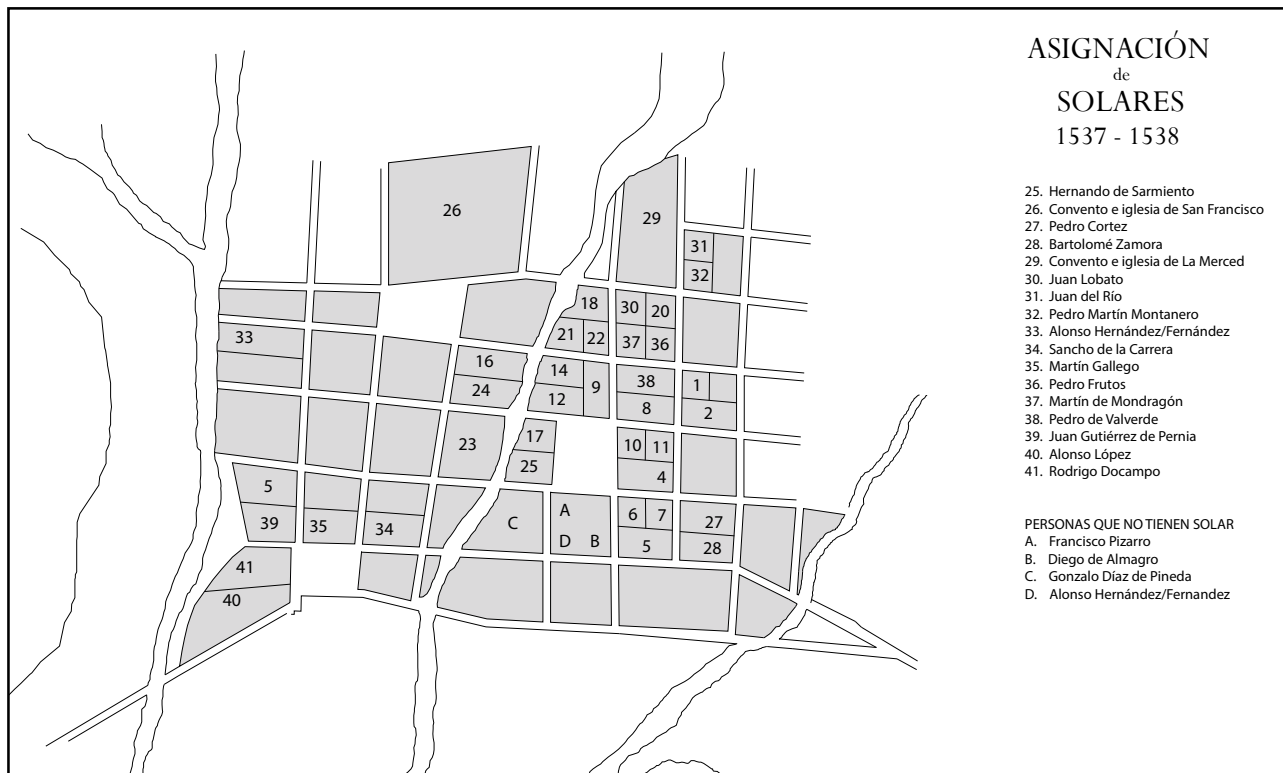 ASIGNACIÓN
de
SOLARES
1537 - 1538
25. Hernando de Sarmiento
26. Convento e iglesia de San Francisco
27. Pedro Cortez
28. Bartolomé Zamora
29. Convento e iglesia de La Merced
30. Juan Lobato
31. Juan del Río
32. Pedro Martín Montanero
33. Alonso Hernández/Fernández
34. Sancho de la Carrera
35. Martín Gallego
36. Pedro Frutos
37. Martín de Mondragón
38. Pedro de Valverde
39. Juan Gutiérrez de Pernia
40. Alonso López
41. Rodrigo Docampo
PERSONAS QUE NO TIENEN SOLAR
A. Francisco Pizarro
B. Diego de Almagro
C. Gonzalo Díaz de Pineda
D. Alonso Hernández/Fernandez
26
29
31
32
18
30
20
21
22
37
36
33
16
24
14
12
9
38
8
1
2
23
17
25
10
11
4
5
39
35
34
C
A
D
B
6
7
5
27
28
41
40